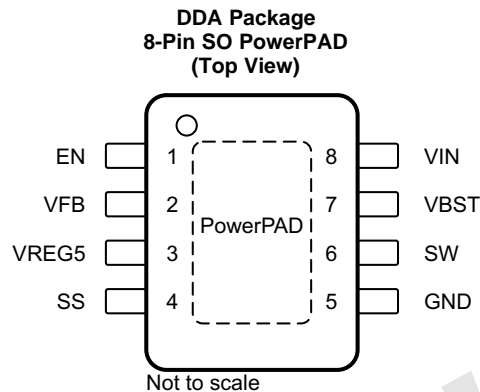 DDA Package
8-Pin SO PowerPAD
(Top View)
EN 1 8 VIN
VFB 2 7 VBST
PowerPAD
VREG5 3 6 SW
SS 4 5 GND
Not to scale